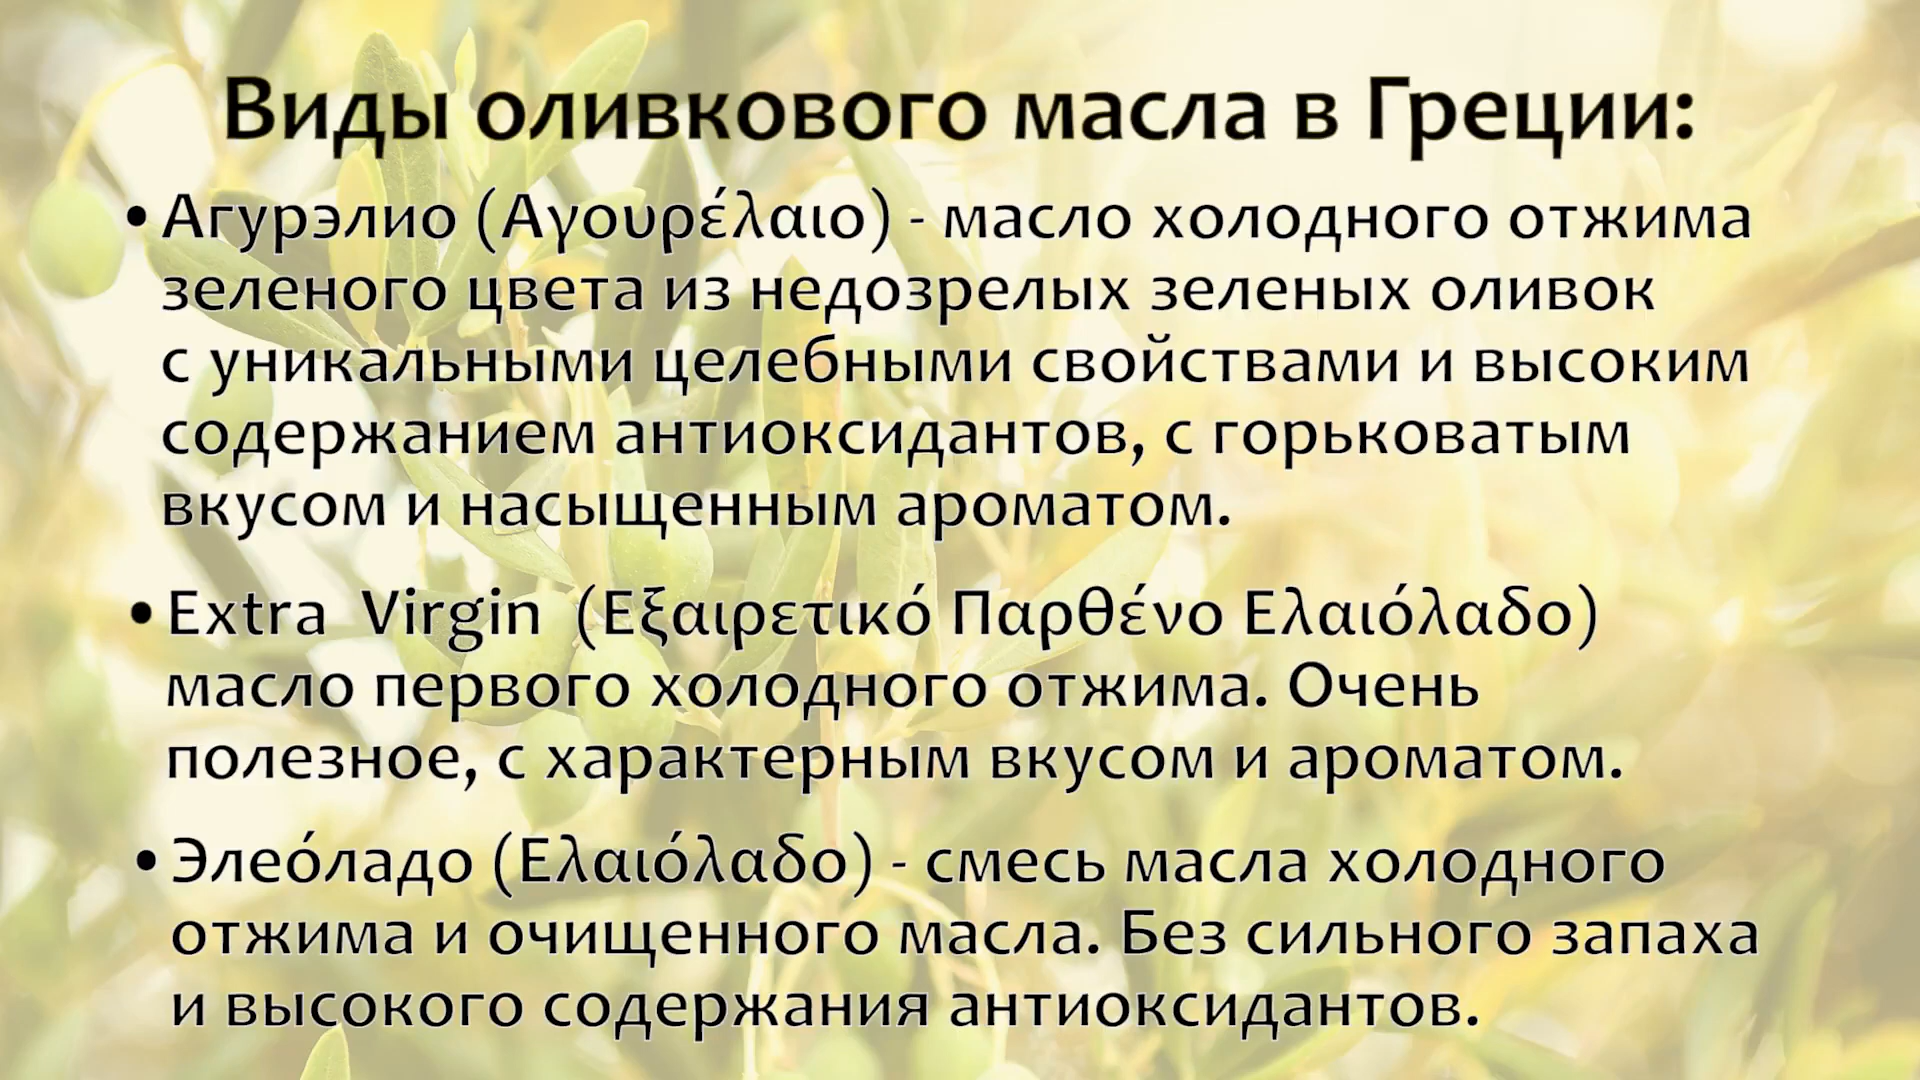 Виды оливкового масла в Греции:
• Агурэлио (Αγουρέλαιο) - масло холодного отжима
зеленого цвета из недозрелых зеленых оливок
с уникальными целебными свойствами и высоким
содержанием антиоксидантов, с горьковатым
вкусом и насыщенным ароматом.
• Extra Virgin (Εξαιρετικό Παρθένο Ελαιόλαδο)
масло первого холодного отжима. Очень
полезное, с характерным вкусом и ароматом.
• Элео́ладо (Ελαιόλαδο) - смесь масла холодного
отжима и очищенного масла. Без сильного запаха
и высокого содержания антиоксидантов.